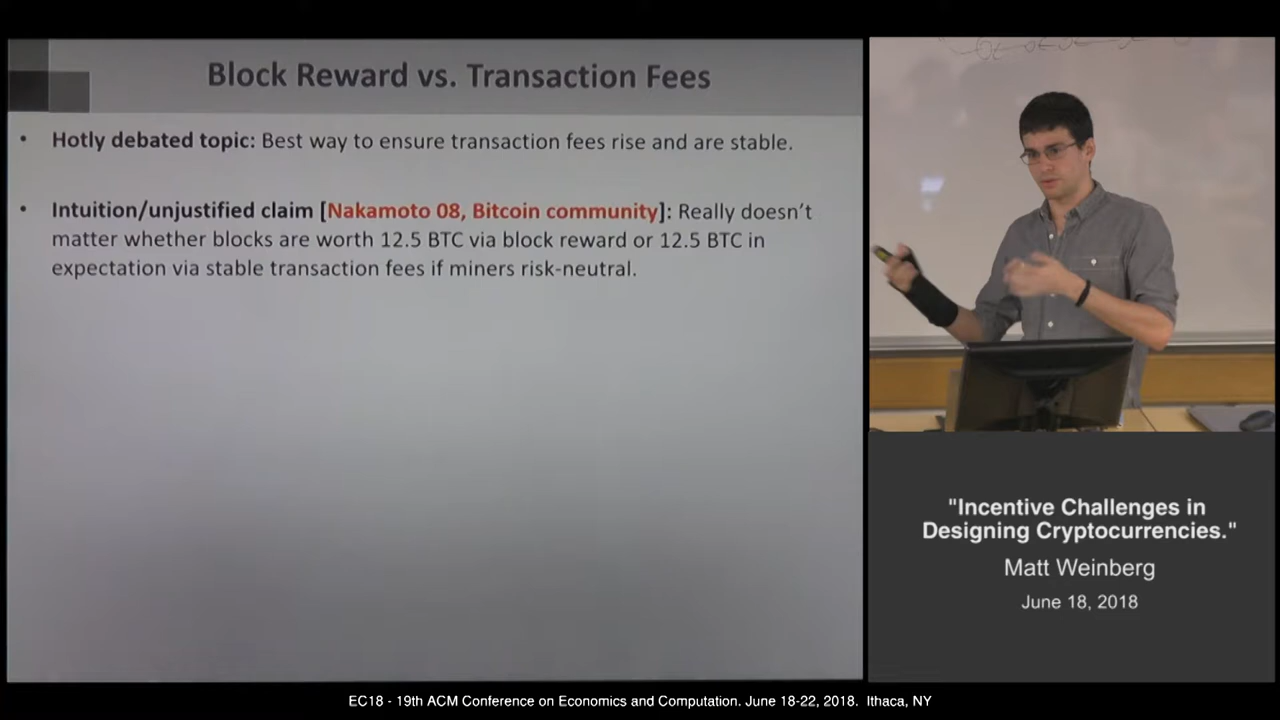 Block Reward vs. Transaction Fees
• Hotly debated topic: Best way to ensure transaction fees rise and are stable.
• Intuition/unjustified claim [Nakamoto 08, Bitcoin community]: Really doesn't
matter whether blocks are worth 12.5 BTC via block reward or 12.5 BTC in
expectation via stable transaction fees if miners risk-neutral.
"Incentive Challenges in
Designing Cryptocurrencies."
Matt Weinberg
June 18, 2018
EC18 - 19th ACM Conference on Economics and Computation. June 18-22, 2018. Ithaca, NY